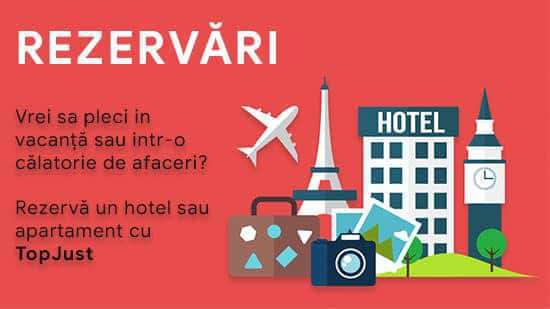 REZERVĂRI
Vrei sa pleci in
vacanță sau intr-o
călatorie de afaceri?
Rezervă un hotel sau
apartament cu
TopJust
HOTEL